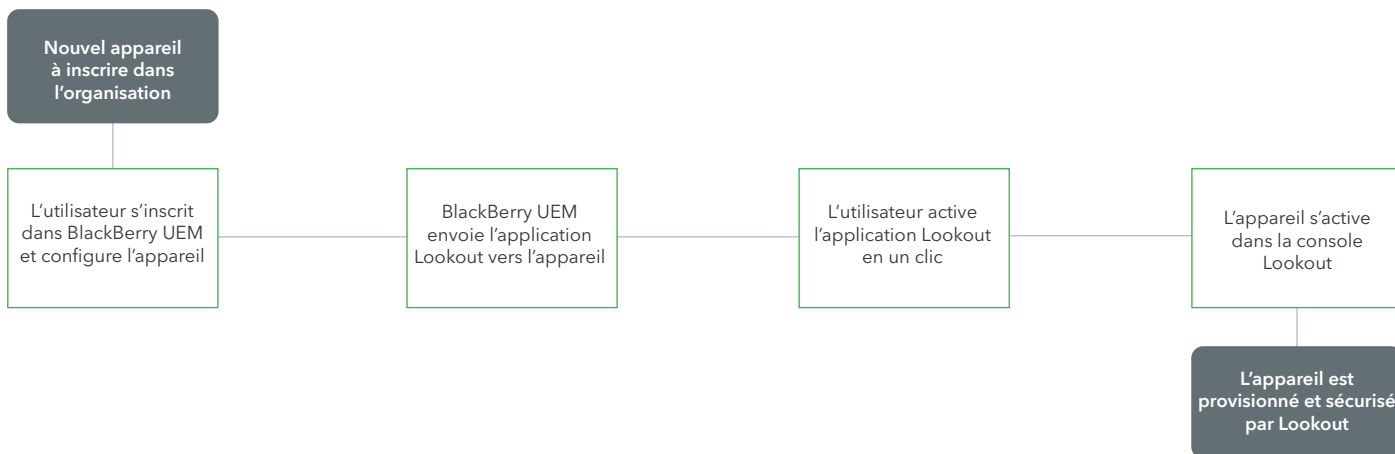 Nouvel appareil
à inscrire dans
l’organisation
L’utilisateur s’inscrit
dans BlackBerry UEM
et configure l’appareil
BlackBerry UEM
envoie l’application
Lookout vers l’appareil
L’utilisateur active
l’application Lookout
en un clic
L’appareil s’active
dans la console
Lookout
L’appareil est
provisionné et sécurisé
par Lookout